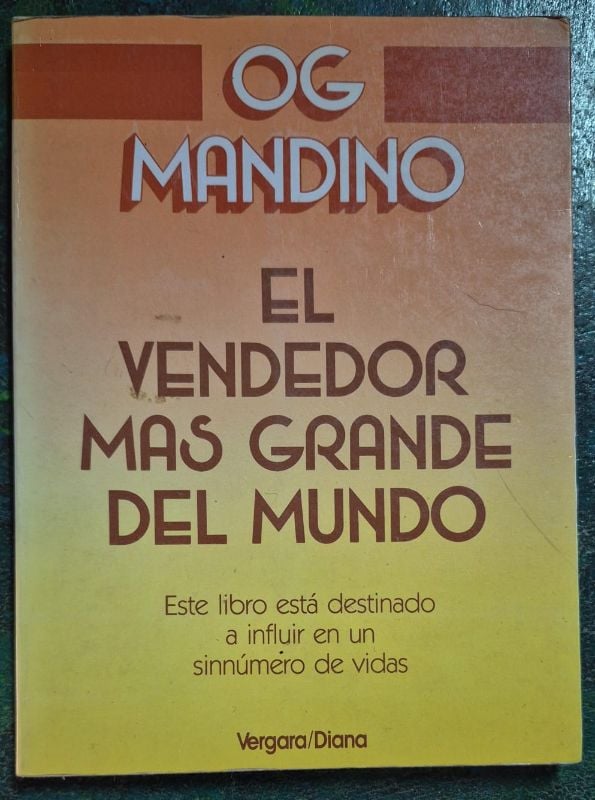 OG
MANDINO
EL
VENDEDOR
MAS GRANDE
DEL MUNDO
Este libro está destinado
a influir en un
sinnúmero de vidas
Vergara/Diana